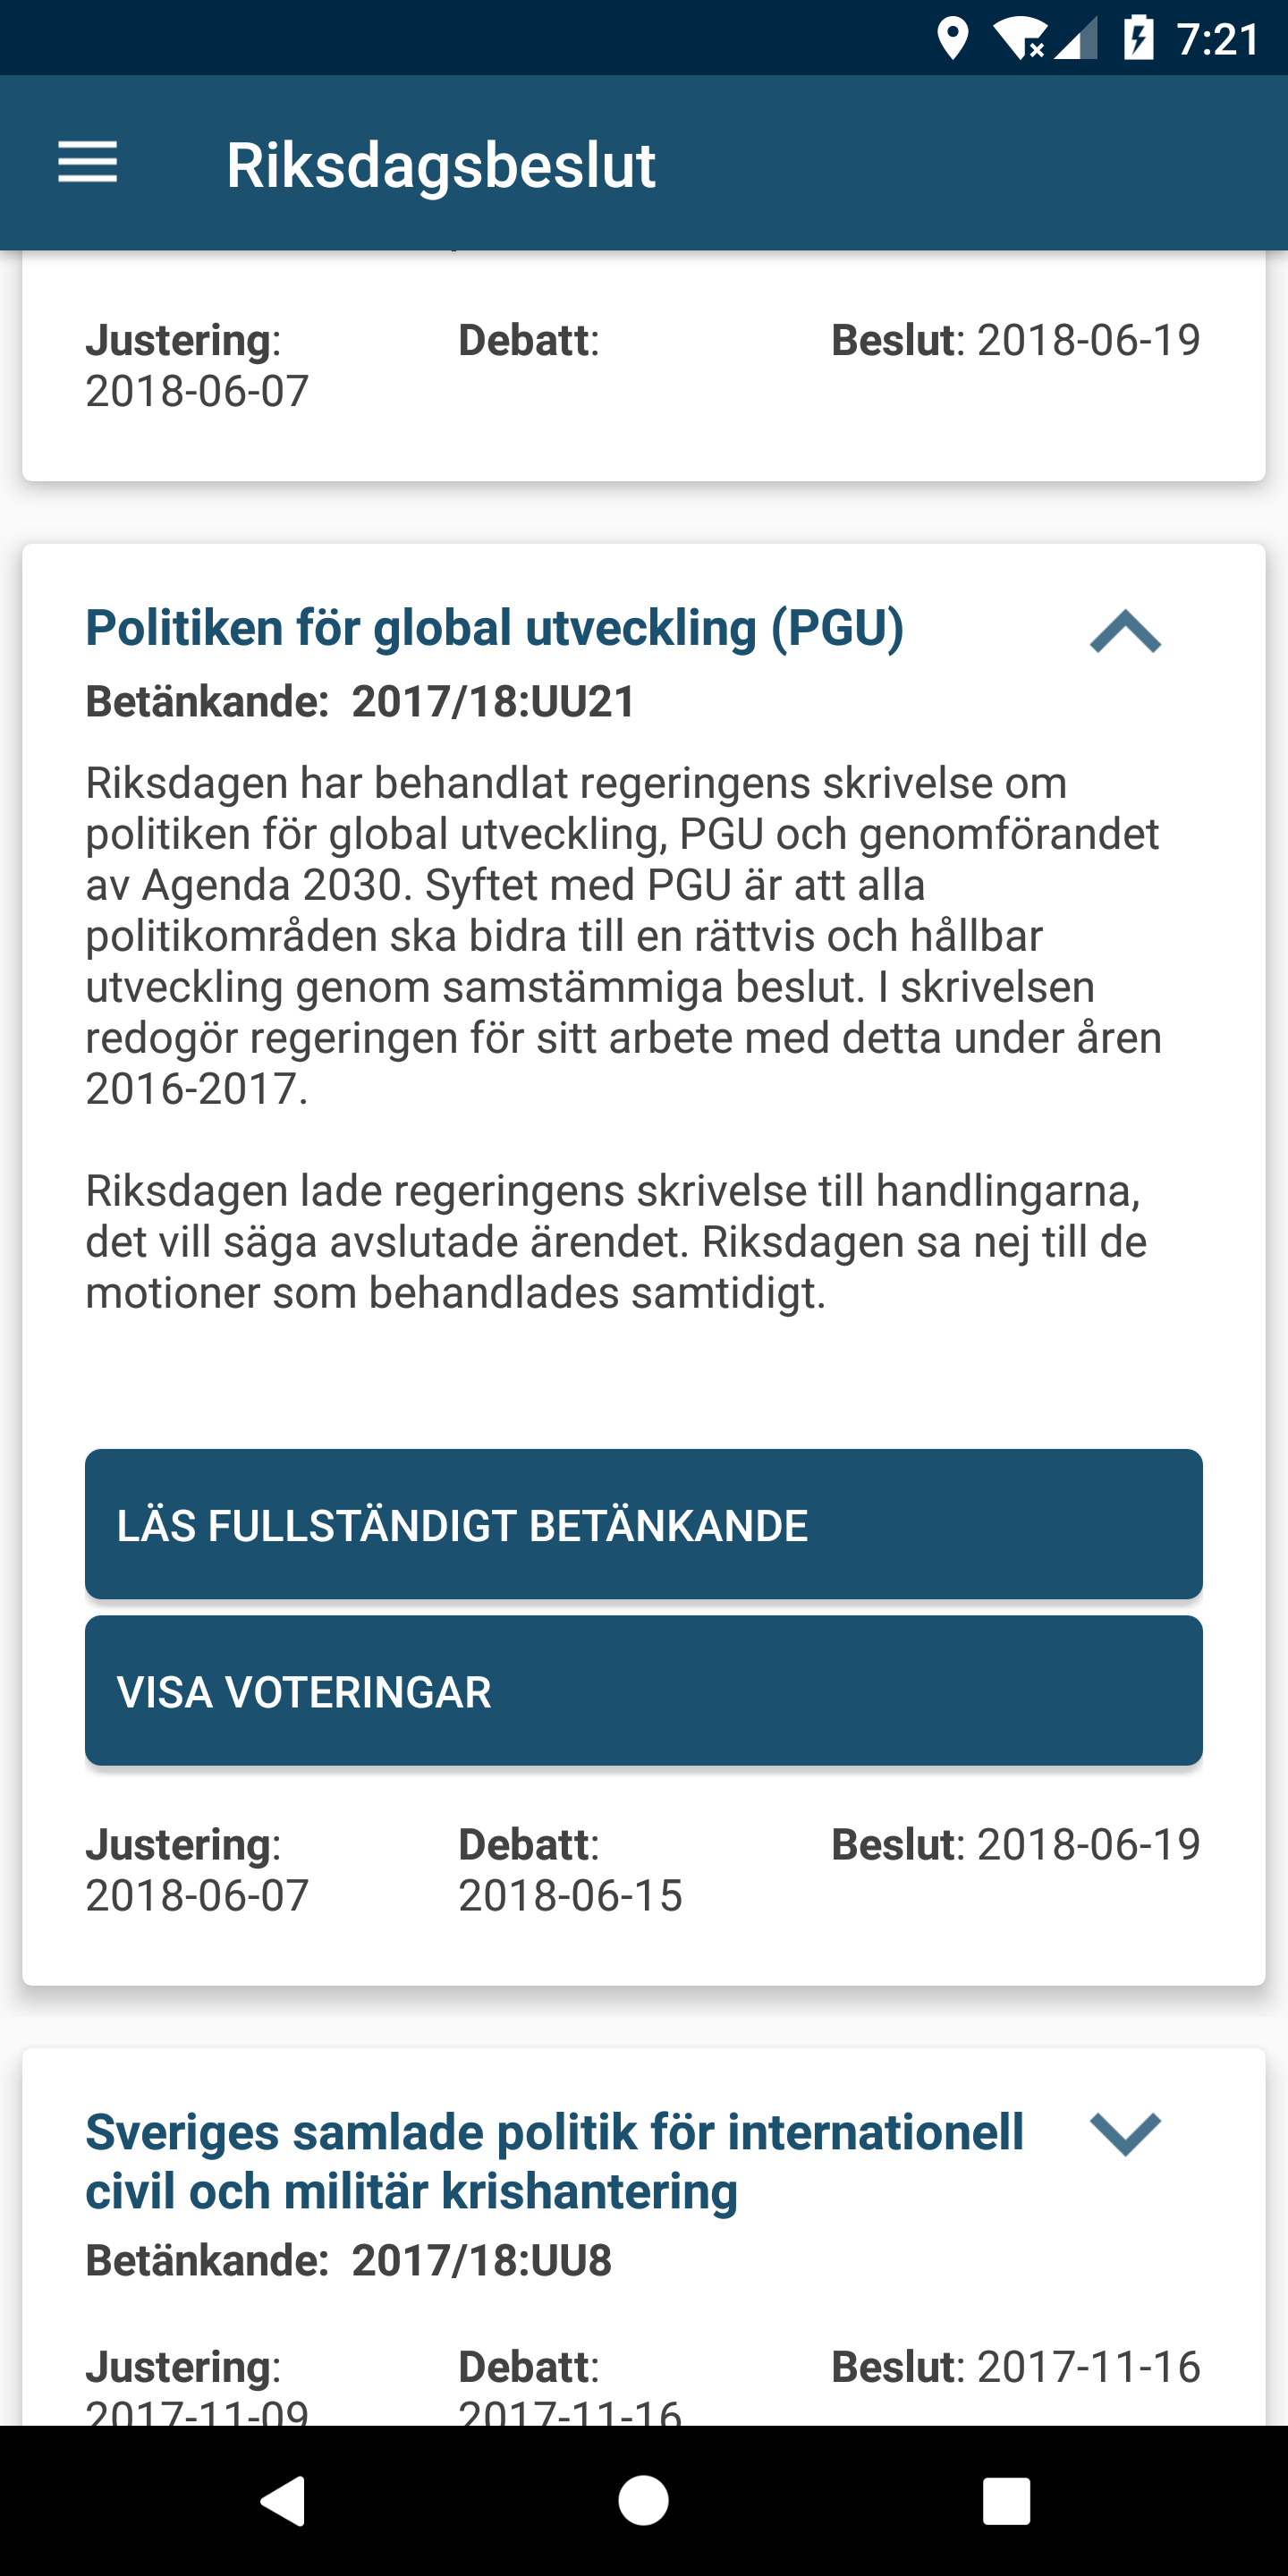 7:21
Riksdagsbeslut
Justering: Debatt: Beslut: 2018-06-19
2018-06-07
Politiken för global utveckling (PGU)
Betänkande: 2017/18:UU21
Riksdagen har behandlat regeringens skrivelse om
politiken för global utveckling, PGU och genomförandet
av Agenda 2030. Syftet med PGU är att alla
politikområden ska bidra till en rättvis och hållbar
utveckling genom samstämmiga beslut. I skrivelsen
redogör regeringen för sitt arbete med detta under åren
2016-2017.
Riksdagen lade regeringens skrivelse till handlingarna,
det vill säga avslutade ärendet. Riksdagen sa nej till de
motioner som behandlades samtidigt.
LÄS FULLSTÄNDIGT BETÄNKANDE
VISA VOTERINGAR
Justering: Debatt: Beslut: 2018-06-19
2018-06-07 2018-06-15
Sveriges samlade politik för internationell
civil och militär krishantering
Betänkande: 2017/18:UU8
Justering: Debatt: Beslut: 2017-11-16
2017-11-09 2017-11-16